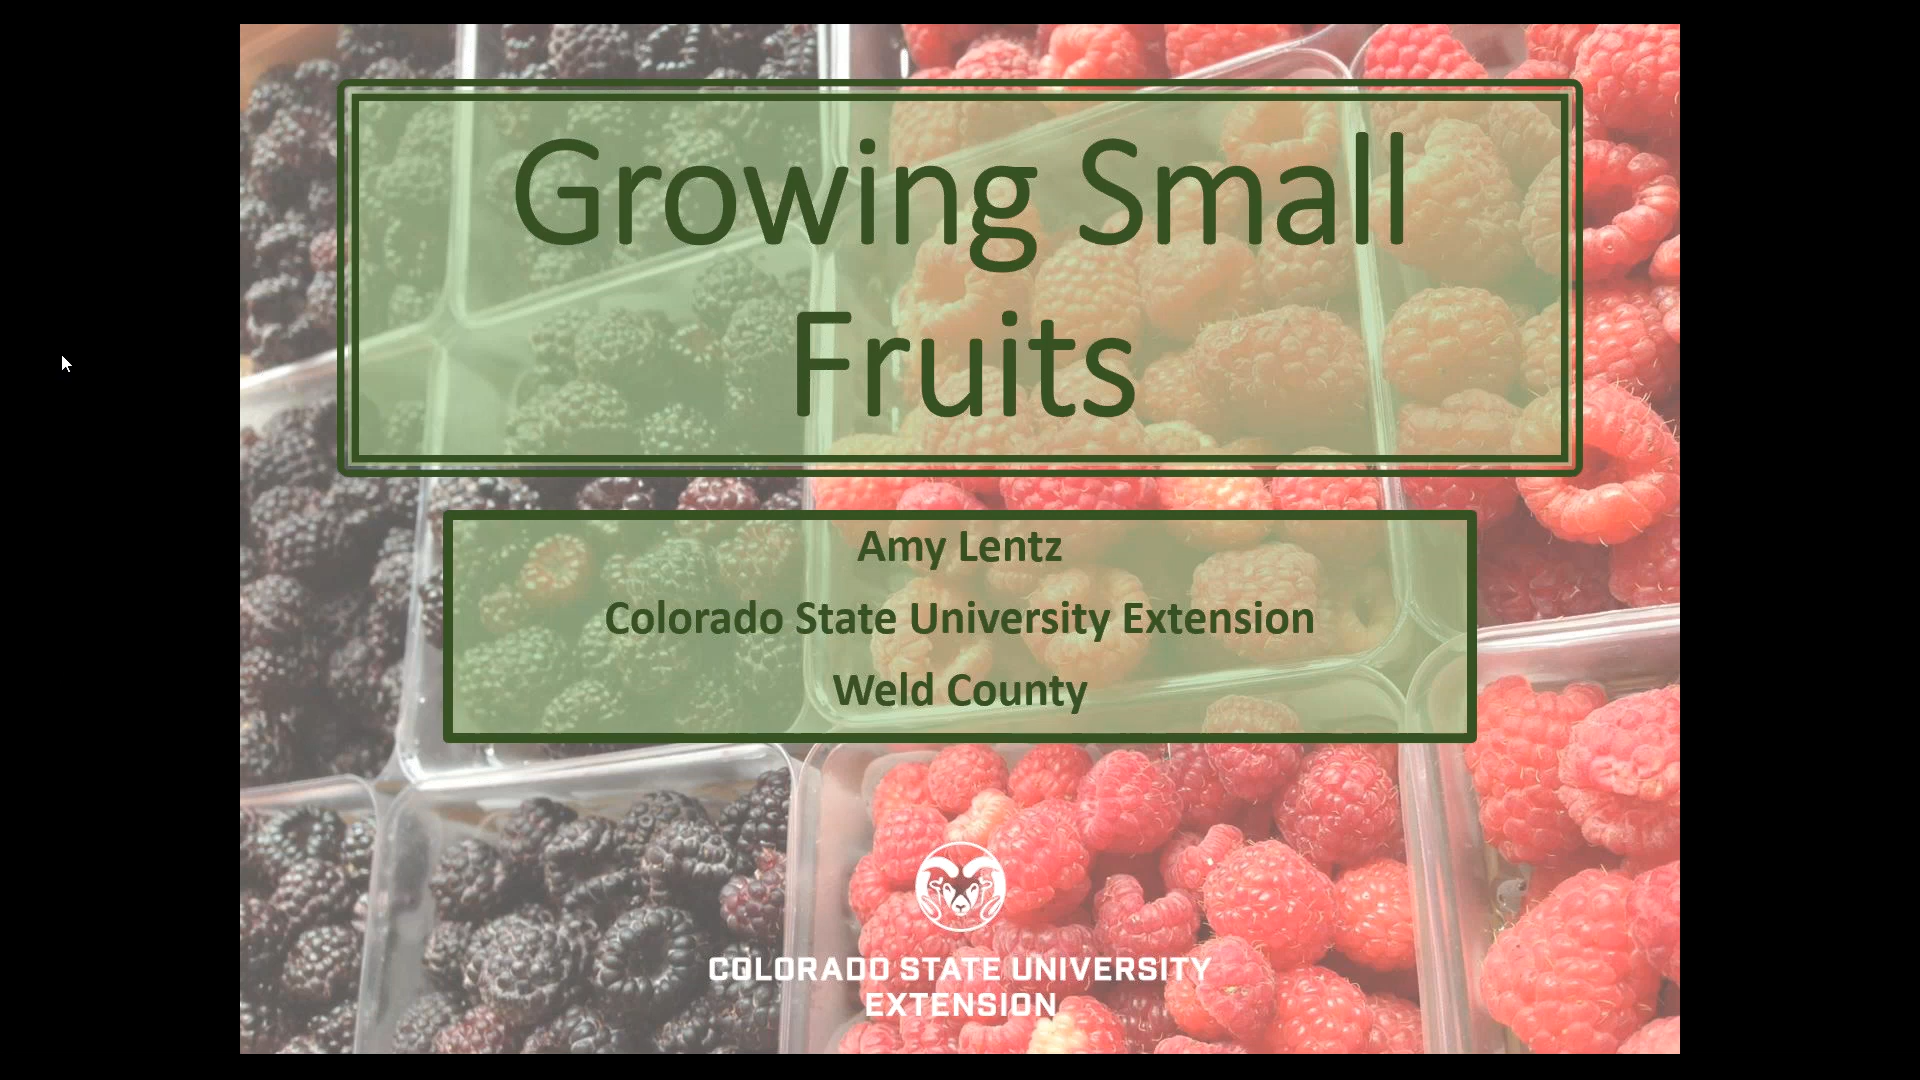 Growing Small
Fruits
Amy Lentz
Colorado State University Extension
Weld County
COLORADO STATE UNIVERSITY
EXTENSION